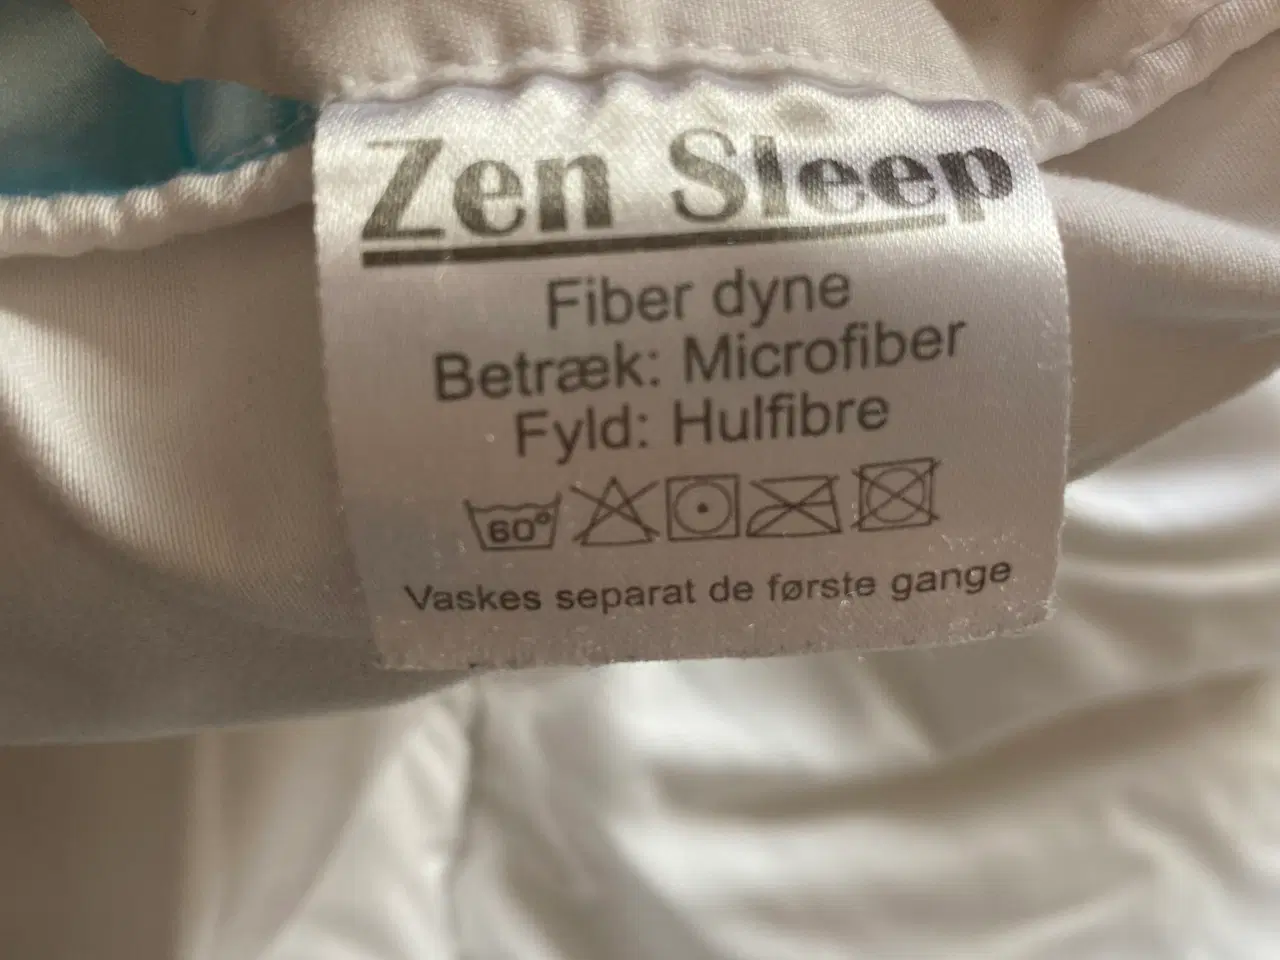 Zen Sleep
Fiber dyne
Betræk: Microfiber
Fyld: Hulfibre
60°
Vaskes separat de første gange